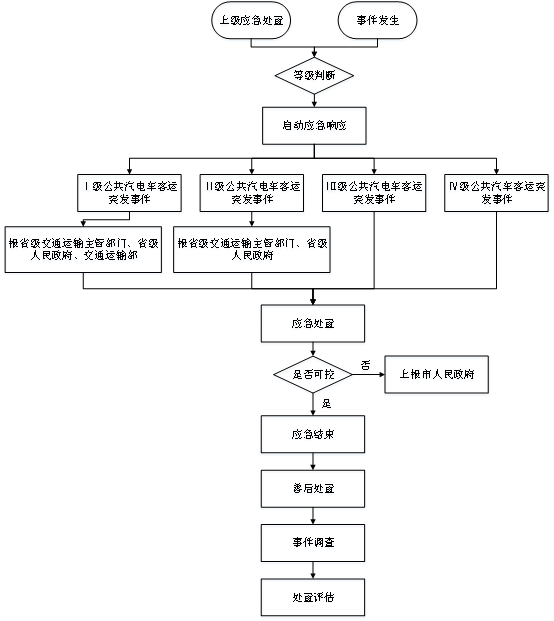 上级应急处置
事件发生
等级判断
启动应急响应
Ⅰ级公共汽电车客运
突发事件
II级公共汽电车客运
突发事件
III级公共汽电车客运
突发事件
IV级公共汽电车客运突
发事件
报省级交通运输主管部门、省级
人民政府、交通运输部
报省级交通运输主管部门、省级
人民政府
应急处置
是否可控
否
上报市人民政府
是
应急结束
善后处置
事件调查
处置评估